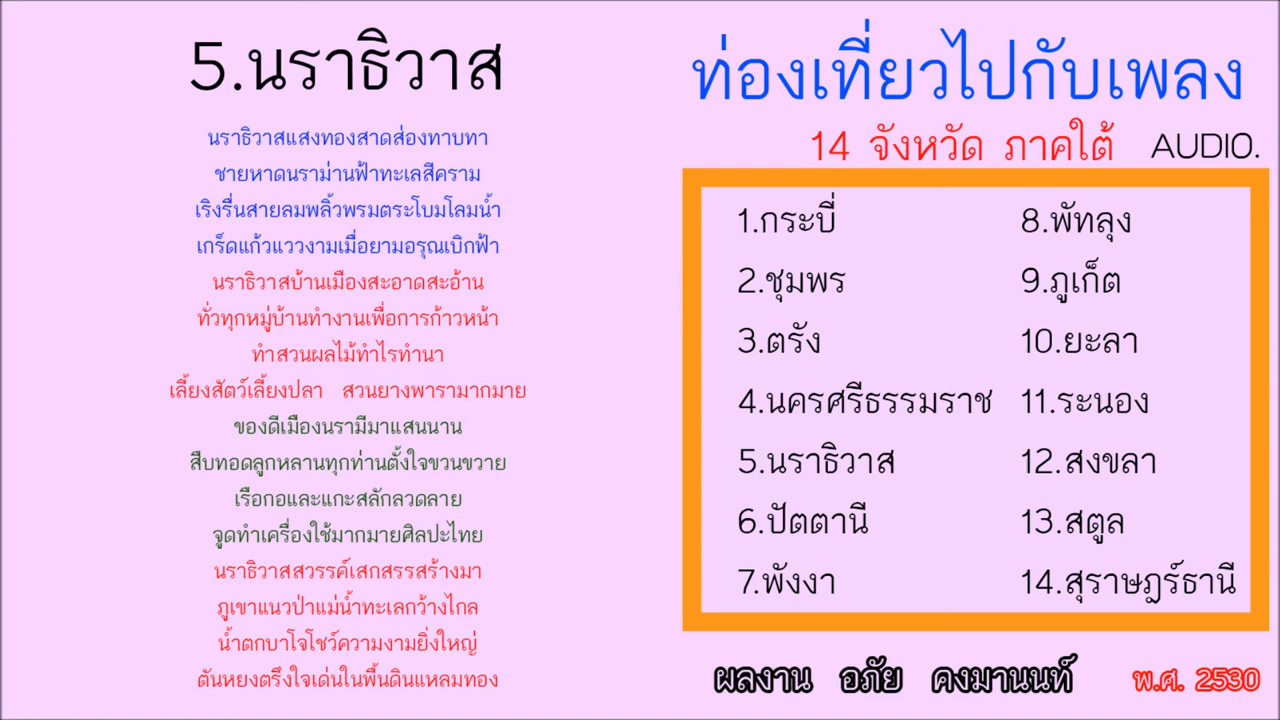 5.นราธิวาส
นราธิวาสแสงทองสาดส่องทาบทา
ชายหาดนราม่านฟ้าทะเลสีคราม
เริงรื่นสายลมพลิ้วพรมตระโบมโลมน้ำ
เกร็ดแก้วแวววงามเมื่อยามอรุณเบิกฟ้า
นราธิวาสบ้านเมืองสะอาดสะอ้าน
ทั่วทุกหมู่บ้านทำงานเพื่อการก้าวหน้า
ทำสวนผลไม้ทำไรทำนา
เลี้ยงสัตว์เลี้ยงปลา สวนยางพารามากมาย
ของดีเมืองนรามีมาแสนนาน
สืบทอดลูกหลานทุกท่านตั้งใจขวนขวาย
เรือกอและแกะสลักลวดลาย
จูดทำเครื่องใช้มากมายศิลปะไทย
นราธิวาสสวรรค์เสกสรรสร้างมา
ภูเขาแนวป่าแม่น้ำทะเลกว้างไกล
น้ำตกบาโจโชว์ความงามยิ่งใหญ่
ตันหยงตรึงใจเด่นในพื้นดินแหลมทอง
ท่องเที่ยวไปกับเพลง
14 จังหวัด ภาคใต้ AUDIO.
1.กระบี่
2.ชุมพร
3.ตรัง
4.นครศรีธรรมราช
5.นราธิวาส
6.ปัตตานี
7.พังงา
8.พัทลุง
9.ภูเก็ต
10.ยะลา
11.ระนอง
12.สงขลา
13.สตูล
14.สุราษฎร์ธานี
ผลงาน อภัย คงมานนท์ พ.ศ. 2530